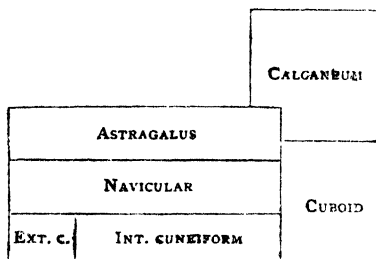 CALCANEUM
ASTRAGALUS
NAVICULAR
CUBOID
EXT. C. INT. CUNEIFORM